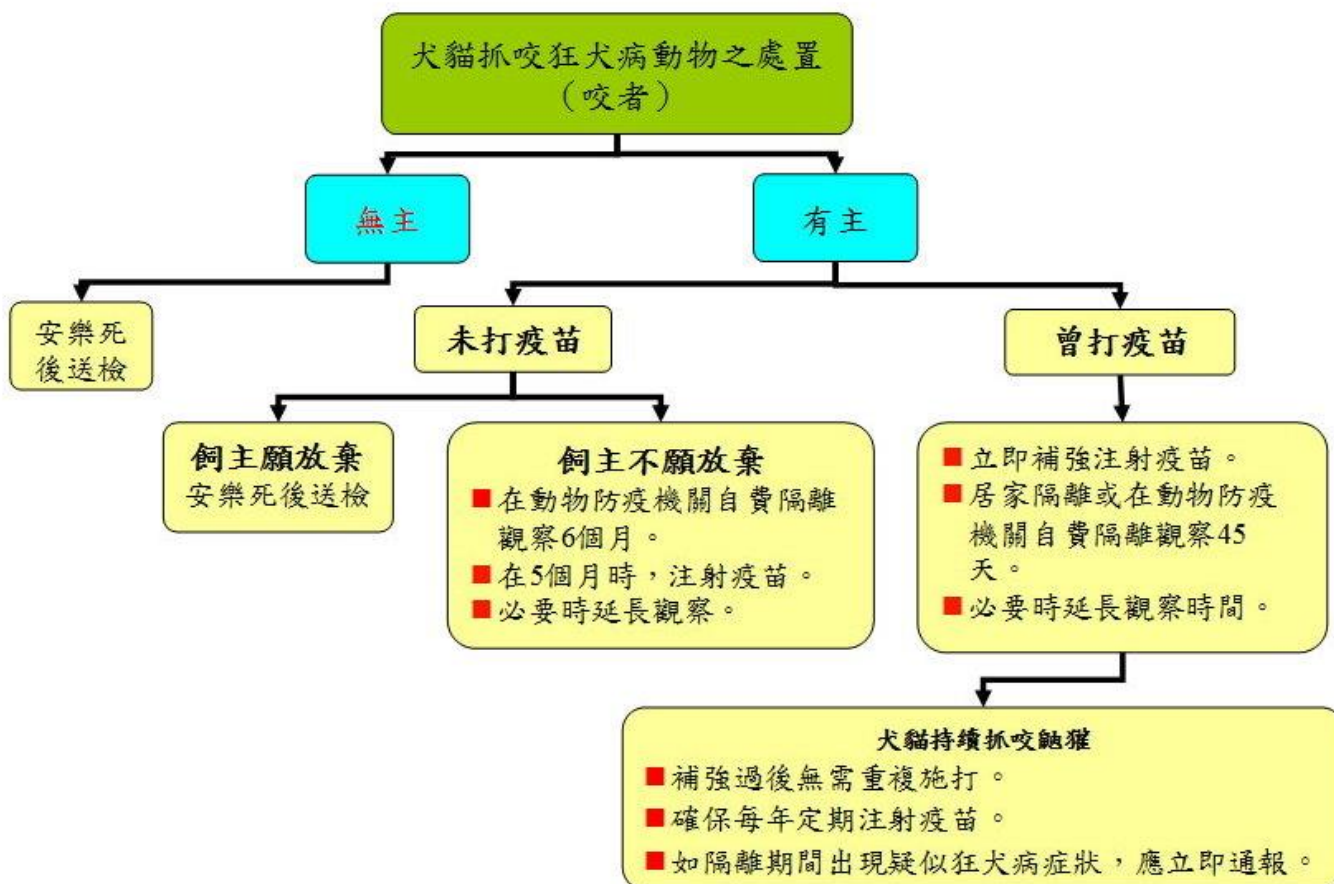 犬貓抓咬狂犬病動物之處置
（咬者）
無主
有主
安樂死
後送檢
未打疫苗
曾打疫苗
飼主願放棄
安樂死後送檢
飼主不願放棄
■在動物防疫機關自費隔離
觀察6個月。
■在5個月時，注射疫苗。
■必要時延長觀察。
■立即補強注射疫苗。
■居家隔離或在動物防疫
機關自費隔離觀察45
天。
■必要時延長觀察時間。
犬貓持續抓咬鼬獾
■補強過後無需重複施打。
■確保每年定期注射疫苗。
■如隔離期間出現疑似狂犬病症狀，應立即通報。